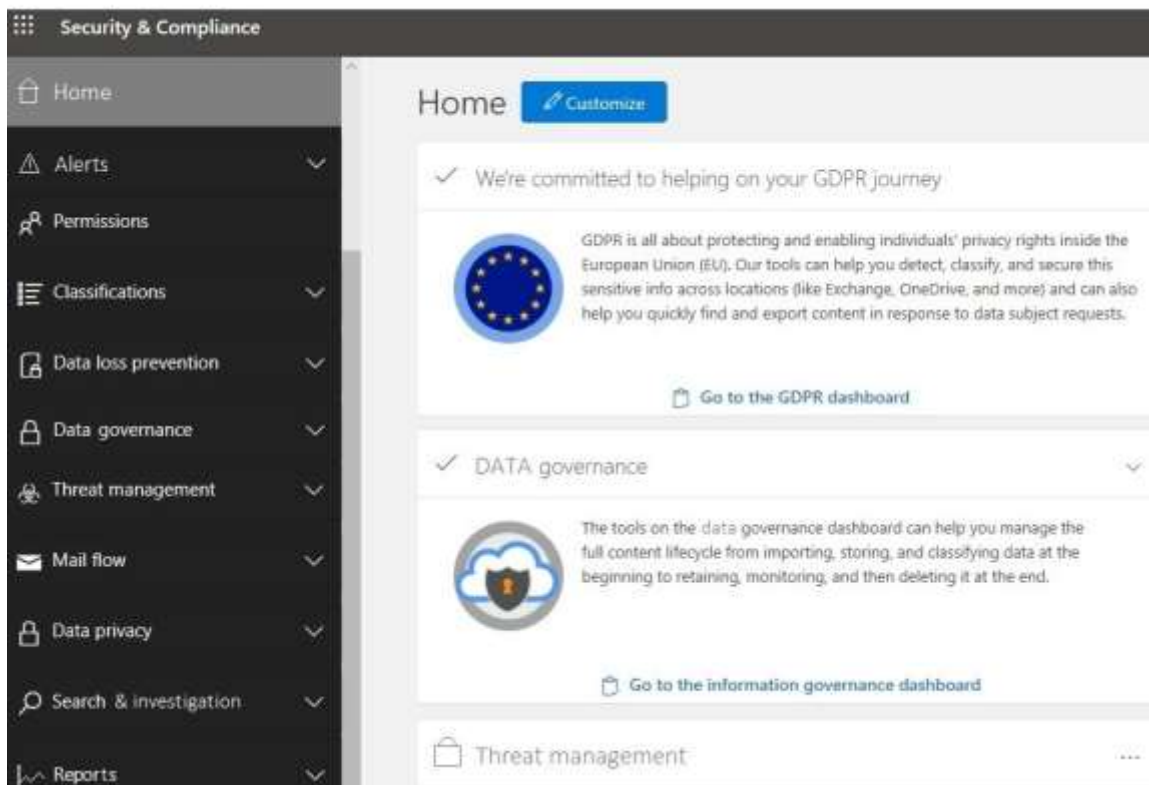 Security & Compliance
Home
Alerts
Permissions
Classifications
Data loss prevention
Data governance
Threat management
Mail flow
Data privacy
Search & investigation
Reports
Home
Customize
We're committed to helping on your GDPR journey
GDPR is all about protecting and enabling individuals' privacy rights inside the
European Union (EU). Our tools can help you detect, classify, and secure this
sensitive info across locations (like Exchange, OneDrive, and more) and can also
help you quickly find and export content in response to data subject requests.
Go to the GDPR dashboard
DATA governance
The tools on the data governance dashboard can help you manage the
full content lifecycle from importing, storing, and classifying data at the
beginning to retaining, monitoring, and then deleting it at the end.
Go to the information governance dashboard
Threat management